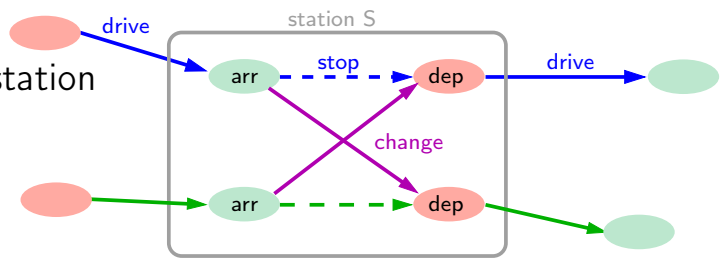 station S
drive
arr
stop
dep
drive
station
change
arr
dep